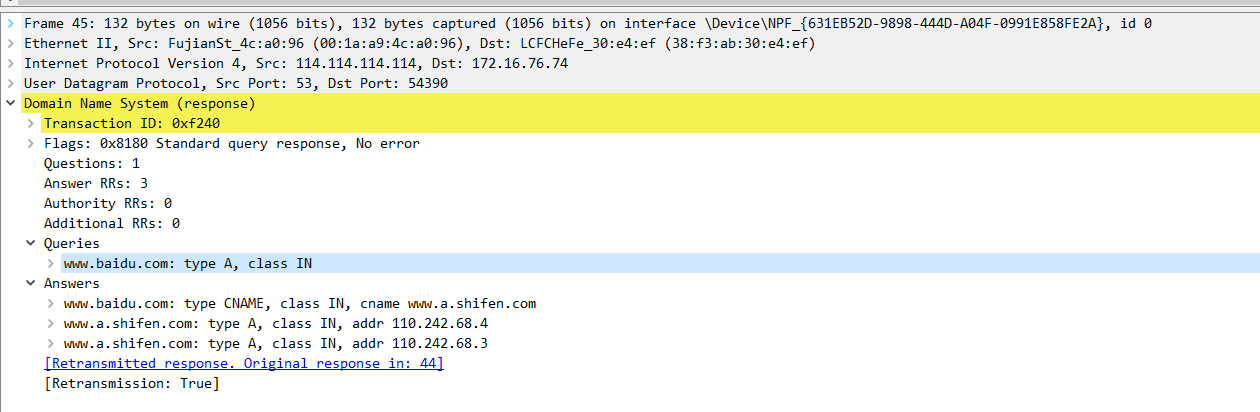 Frame 45: 132 bytes on wire (1056 bits), 132 bytes captured (1056 bits) on interface \Device\NPF_{631EB52D-9898-444D-A04F-0991E858FE2A}, id 0
Ethernet II, Src: FujianSt_4c:a0:96 (00:1a:a9:4c:a0:96), Dst: LCFCHeFe_30:e4:ef (38:f3:ab:30:e4:ef)
Internet Protocol Version 4, Src: 114.114.114.114, Dst: 172.16.76.74
User Datagram Protocol, Src Port: 53, Dst Port: 54390
Domain Name System (response)
Transaction ID: 0xf240
Flags: 0x8180 Standard query response, No error
Questions: 1
Answer RRs: 3
Authority RRs: 0
Additional RRs: 0
Queries
www.baidu.com: type A, class IN
Answers
www.baidu.com: type CNAME, class IN, cname www.a.shifen.com
www.a.shifen.com: type A, class IN, addr 110.242.68.4
www.a.shifen.com: type A, class IN, addr 110.242.68.3
[Retransmitted response. Original response in: 44]
[Retransmission: True]